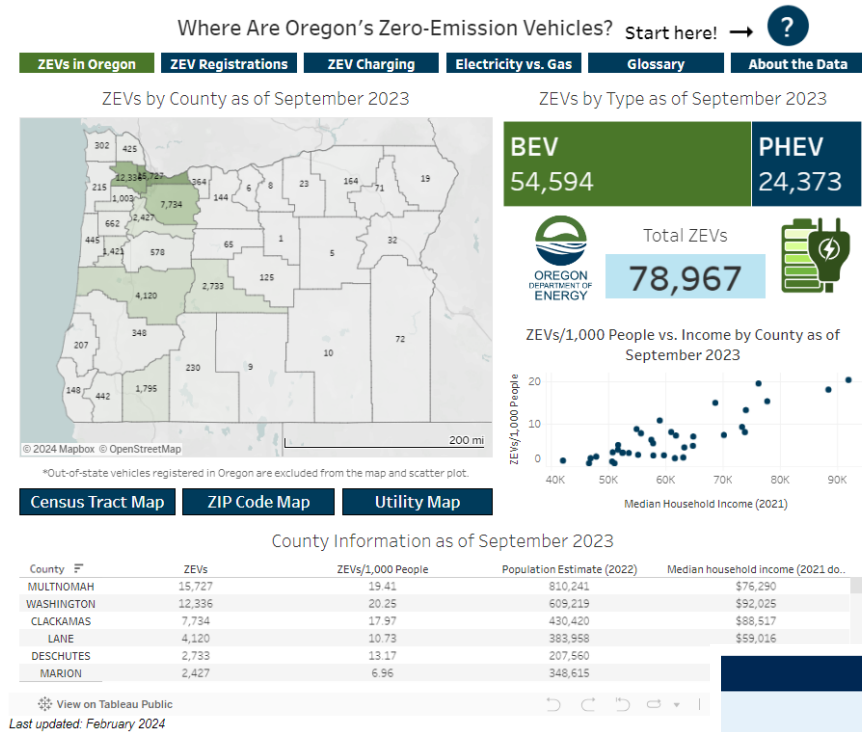 Where Are Oregon's Zero-Emission Vehicles? Start here! → ?
ZEVs in Oregon ZEV Registrations ZEV Charging Electricity vs. Gas Glossary About the Data
ZEVs by County as of September 2023
302
425
12,336
15,727
364
215
1,003
7,734
144
6
8
23
164
71
19
662
2,427
445
1,421
578
65
1
5
32
4,120
2,733
125
207
348
148
442
1,795
230
9
10
72
© 2024 Mapbox © OpenStreetMap
200 mi
*Out-of-state vehicles registered in Oregon are excluded from the map and scatter plot.
Census Tract Map ZIP Code Map Utility Map
ZEVs by Type as of September 2023
BEV
54,594
PHEV
24,373
OREGON
DEPARTMENT OF
ENERGY
Total ZEVs
78,967
ZEVs/1,000 People vs. Income by County as of
September 2023
ZEVs/1,000 People
20
10
0
40K 50K 60K 70K 80K 90K
Median Household Income (2021)
County Information as of September 2023
County ZEVs ZEVs/1,000 People Population Estimate (2022) Median household income (2021 do..
MULTNOMAH 15,727 19.41 810,241 $76,290
WASHINGTON 12,336 20.25 609,219 $92,025
CLACKAMAS 7,734 17.97 430,420 $88,517
LANE 4,120 10.73 383,958 $59,016
DESCHUTES 2,733 13.17 207,560
MARION 2,427 6.96 348,615
View on Tableau Public
Last updated: February 2024